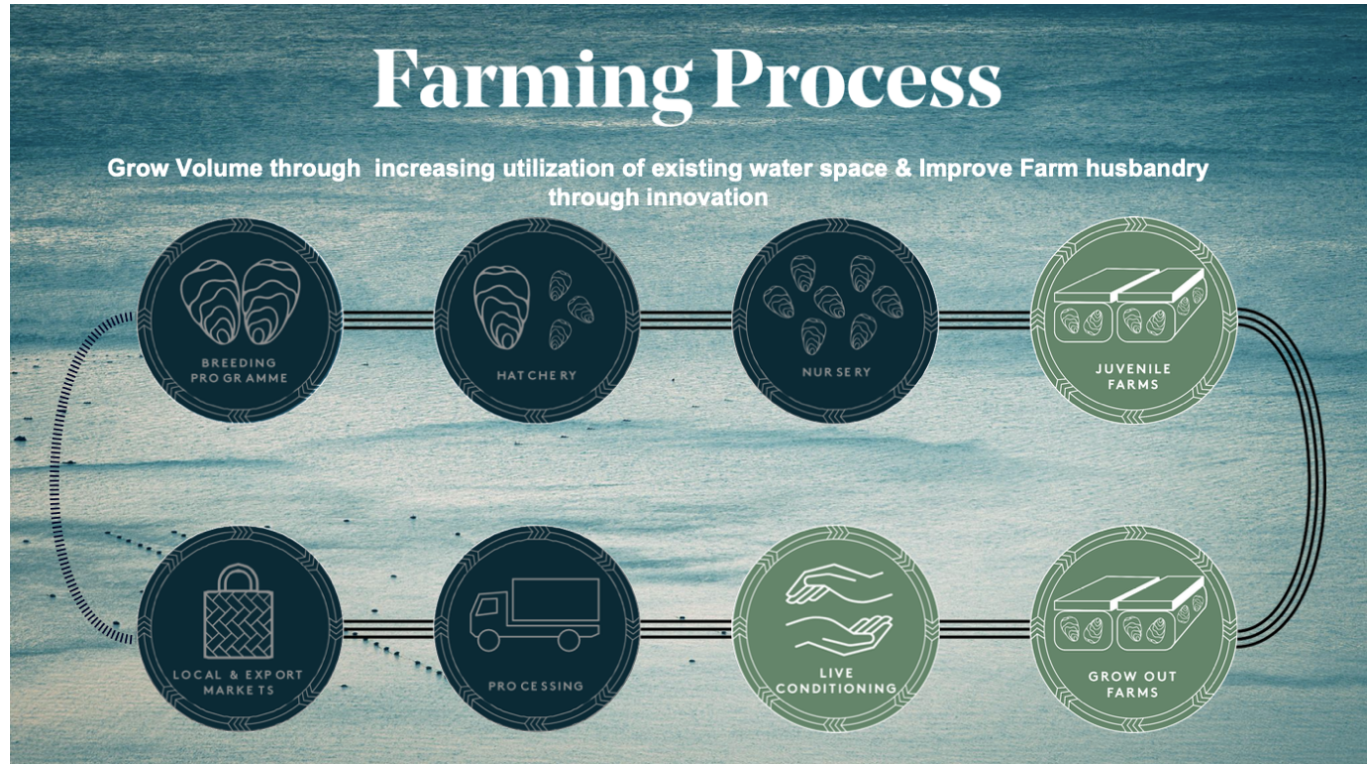 Farming Process
Grow Volume through  increasing utilization of existing water space & Improve Farm husbandry
through innovation
BREEDING
PROGRAMME
HATCHERY
NURSERY
JUVENILE
FARMS
LOCAL & EXPORT
MARKETS
PROCESSING
LIVE
CONDITIONING
GROW OUT
FARMS